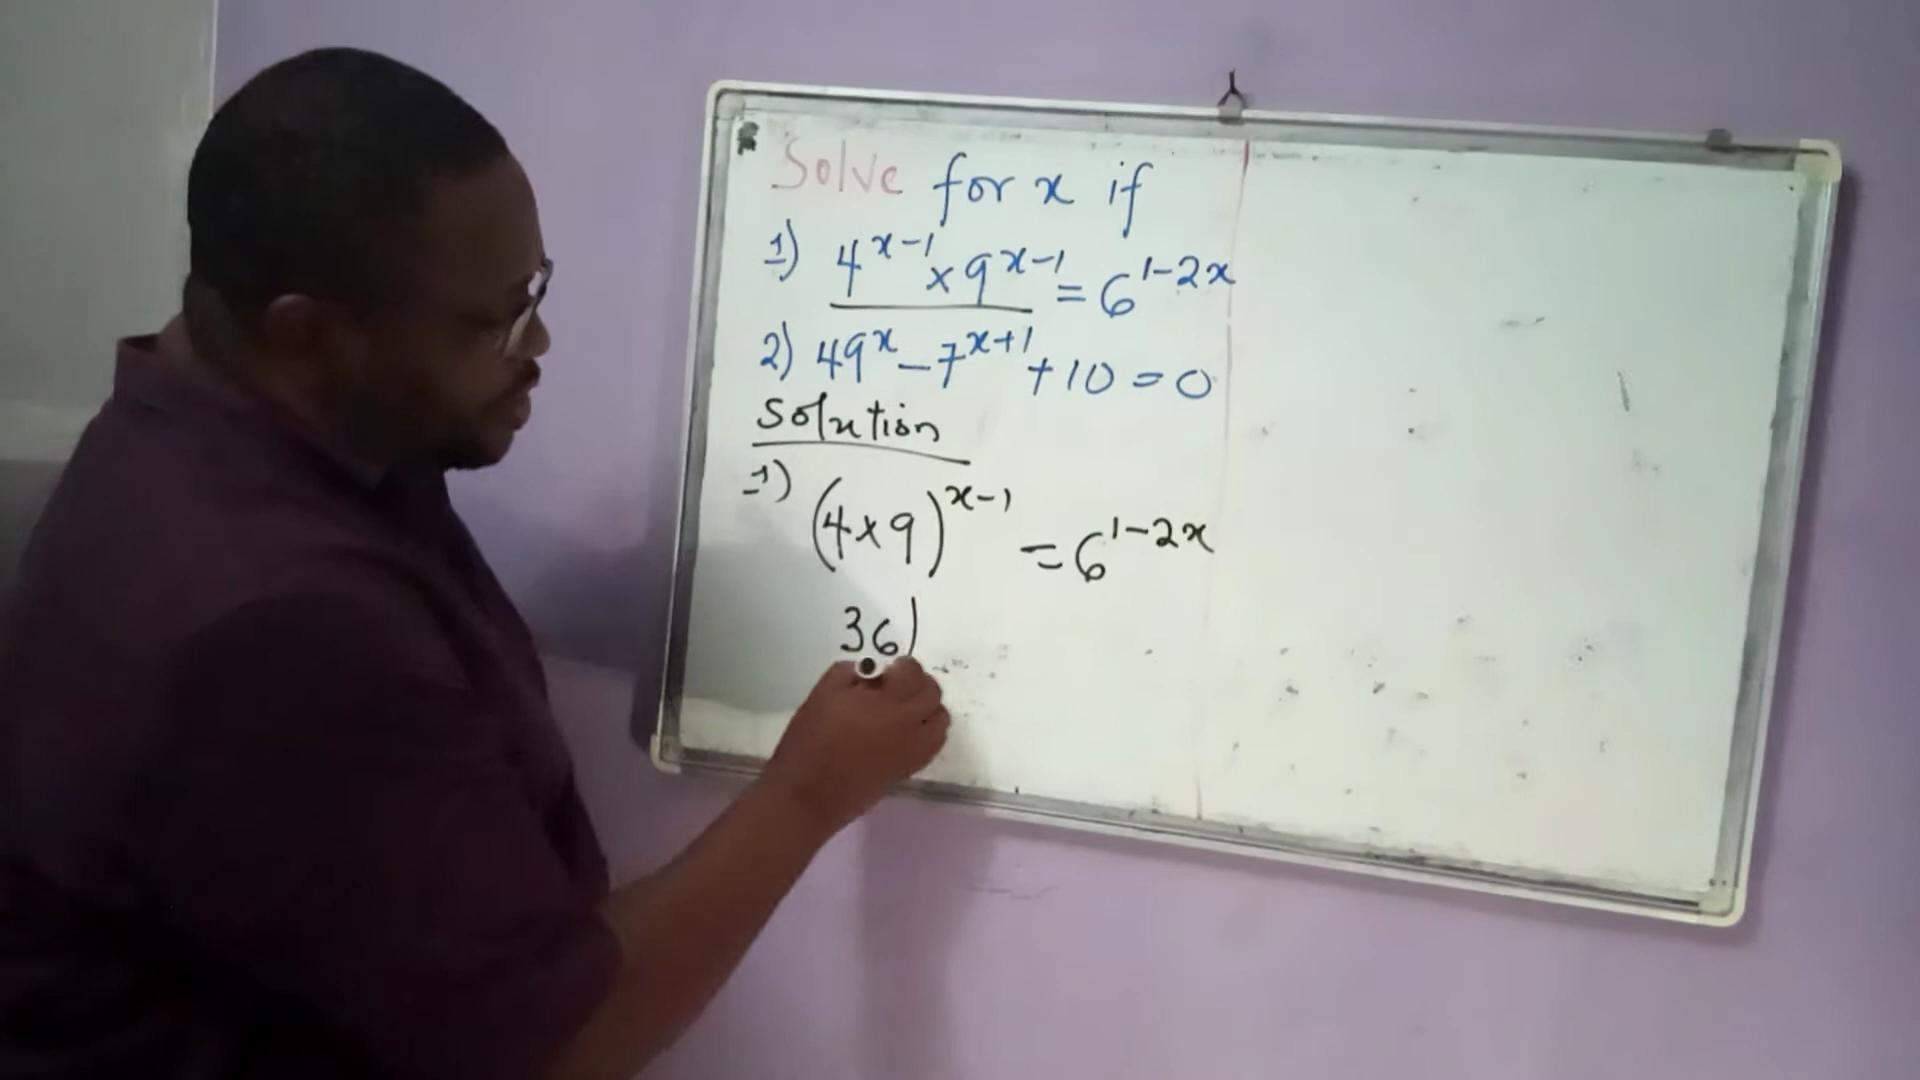 Solve for x if
1) 4^{x-1} × 9^{x-1} = 6^{1-2x}
2) 49^x - 7^{x+1} + 10 = 0
Solution
1) (4×9)^{x-1} = 6^{1-2x}
36)